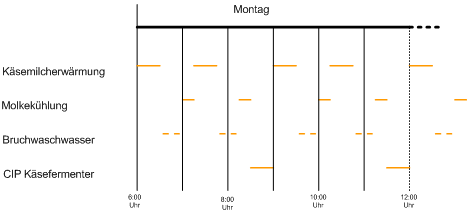 Montag
Käsemilcherwärmung
Molkekühlung
Bruchwaschwasser
CIP Käsefermenter
6:00
Uhr
8:00
Uhr
10:00
Uhr
12:00
Uhr